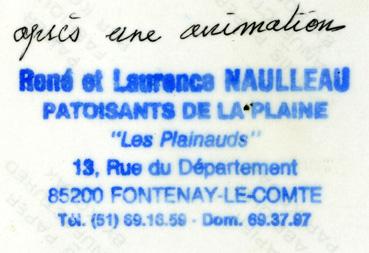 après une animation
René et Laurence NAULLEAU
PATOISANTS DE LA PLAINE
"Les Plainauds"
13, Rue du Département
85200 FONTENAY-LE-COMTE
Tél. (51) 69.16.59 - Dom. 69.37.97